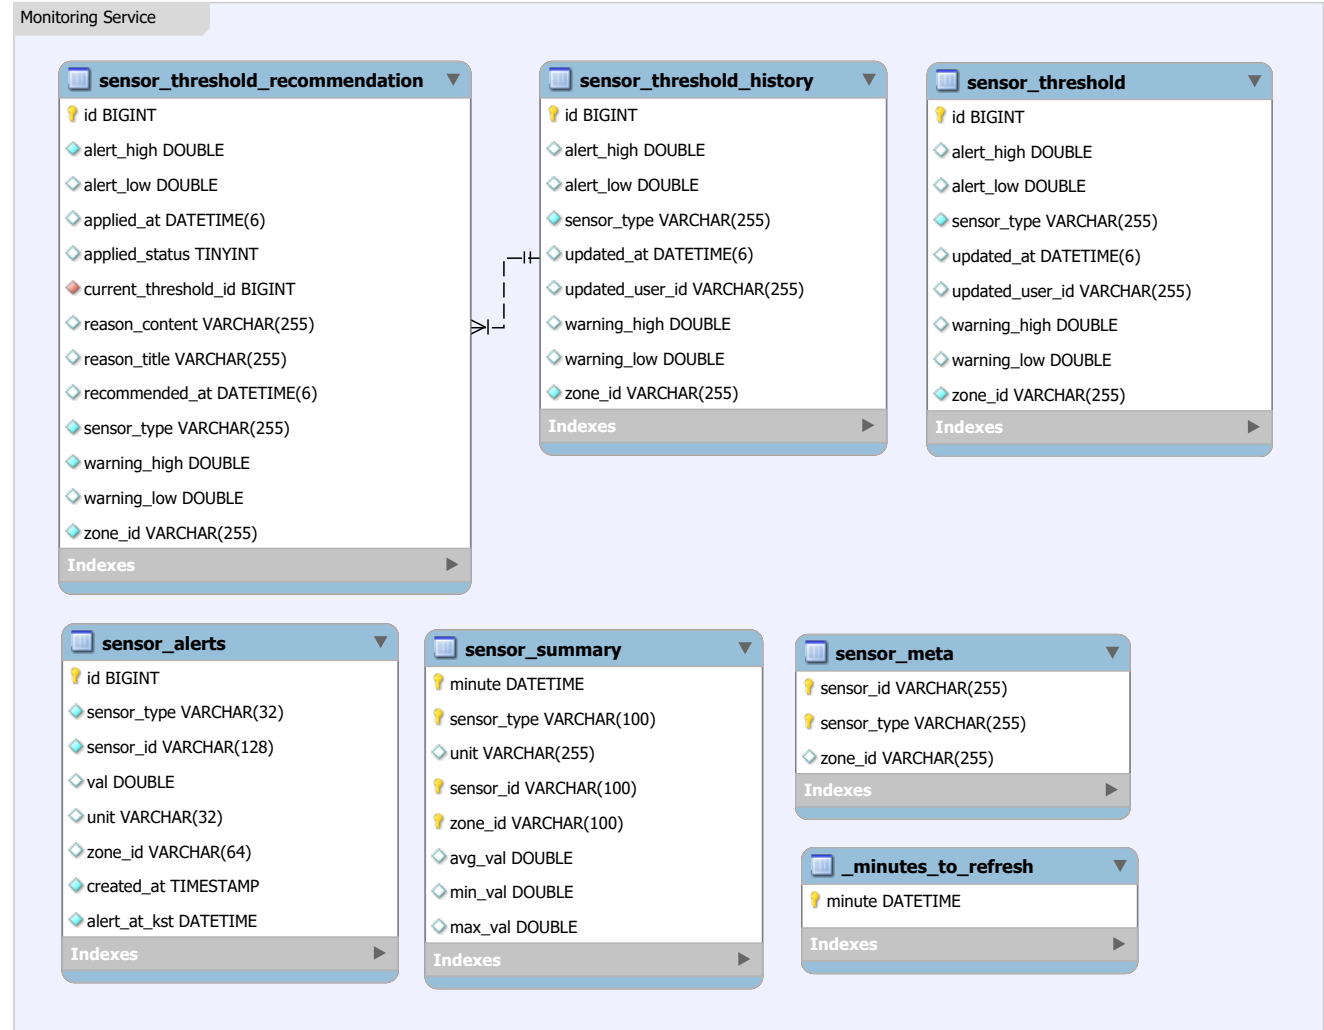 Monitoring Service
sensor_threshold_recommendation
id BIGINT
alert_high DOUBLE
alert_low DOUBLE
applied_at DATETIME(6)
applied_status TINYINT
current_threshold_id BIGINT
reason_content VARCHAR(255)
reason_title VARCHAR(255)
recommended_at DATETIME(6)
sensor_type VARCHAR(255)
warning_high DOUBLE
warning_low DOUBLE
zone_id VARCHAR(255)
Indexes
sensor_threshold_history
id BIGINT
alert_high DOUBLE
alert_low DOUBLE
sensor_type VARCHAR(255)
updated_at DATETIME(6)
updated_user_id VARCHAR(255)
warning_high DOUBLE
warning_low DOUBLE
zone_id VARCHAR(255)
Indexes
sensor_threshold
id BIGINT
alert_high DOUBLE
alert_low DOUBLE
sensor_type VARCHAR(255)
updated_at DATETIME(6)
updated_user_id VARCHAR(255)
warning_high DOUBLE
warning_low DOUBLE
zone_id VARCHAR(255)
Indexes
sensor_alerts
id BIGINT
sensor_type VARCHAR(32)
sensor_id VARCHAR(128)
val DOUBLE
unit VARCHAR(32)
zone_id VARCHAR(64)
created_at TIMESTAMP
alert_at_kst DATETIME
Indexes
sensor_summary
minute DATETIME
sensor_type VARCHAR(100)
unit VARCHAR(255)
sensor_id VARCHAR(100)
zone_id VARCHAR(100)
avg_val DOUBLE
min_val DOUBLE
max_val DOUBLE
Indexes
sensor_meta
sensor_id VARCHAR(255)
sensor_type VARCHAR(255)
zone_id VARCHAR(255)
Indexes
_minutes_to_refresh
minute DATETIME
Indexes